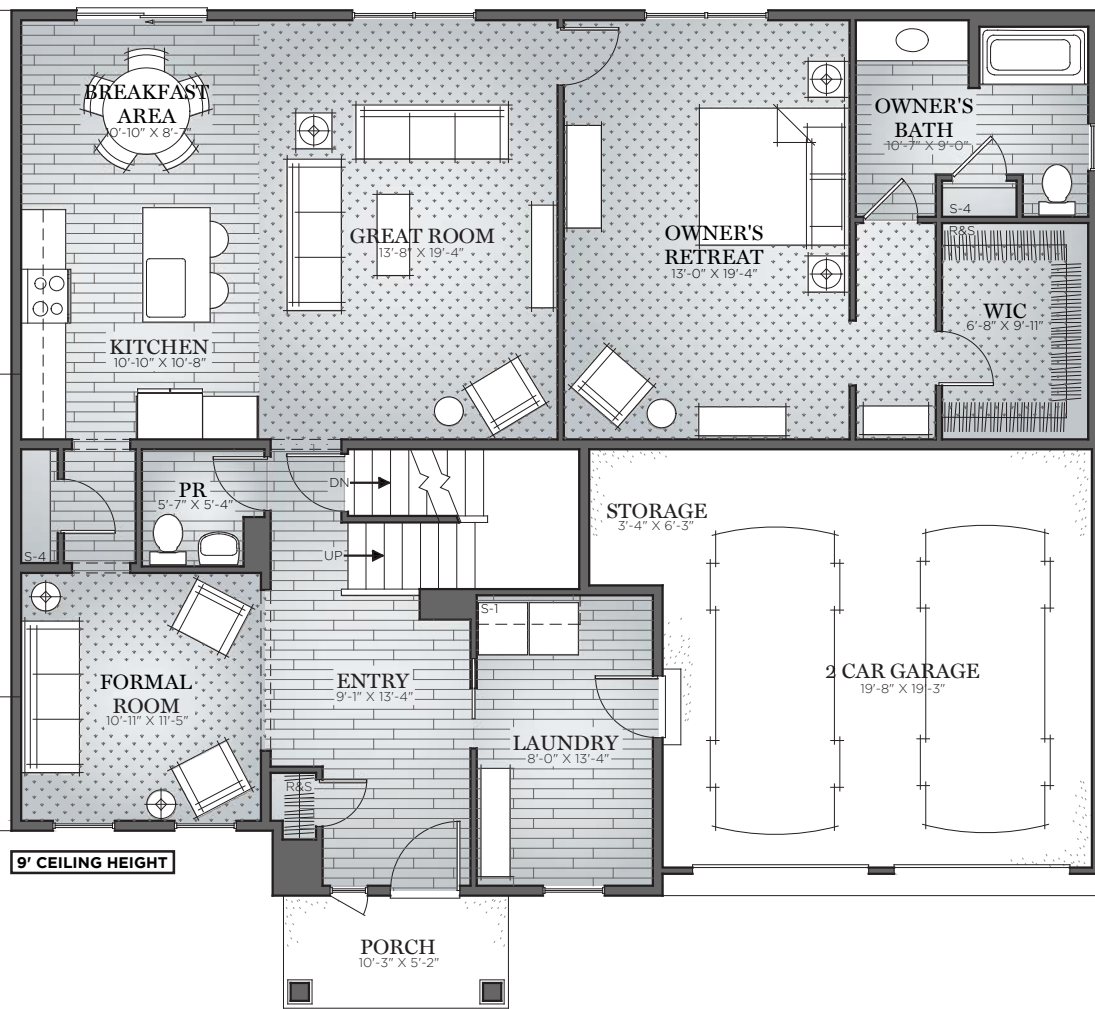 BREAKFAST
AREA
10'-10" X 8'-7"
GREAT ROOM
13'-8" X 19'-4"
OWNER'S
RETREAT
13'-0" X 19'-4"
OWNER'S
BATH
10'-7" X 9'-0"
S-4
R&S
WIC
6'-8" X 9'-11"
KITCHEN
10'-10" X 10'-8"
S-4
PR
5'-7" X 5'-4"
DN
UP
STORAGE
3'-4" X 6'-3"
S-1
FORMAL
ROOM
10'-11" X 11'-5"
ENTRY
9'-1" X 13'-4"
LAUNDRY
8'-0" X 13'-4"
2 CAR GARAGE
19'-8" X 19'-3"
R&S
9' CEILING HEIGHT
PORCH
10'-3" X 5'-2"